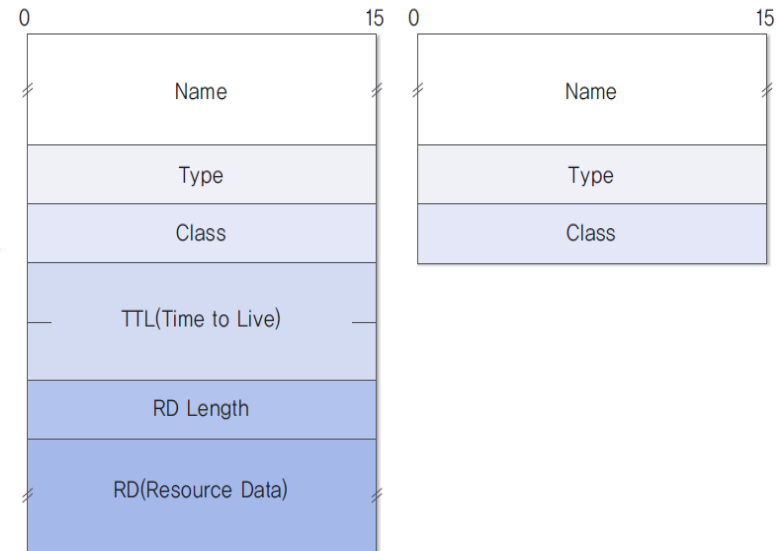 0 15 0 15
Name Name
Type Type
Class Class
TTL(Time to Live)
RD Length
RD(Resource Data)